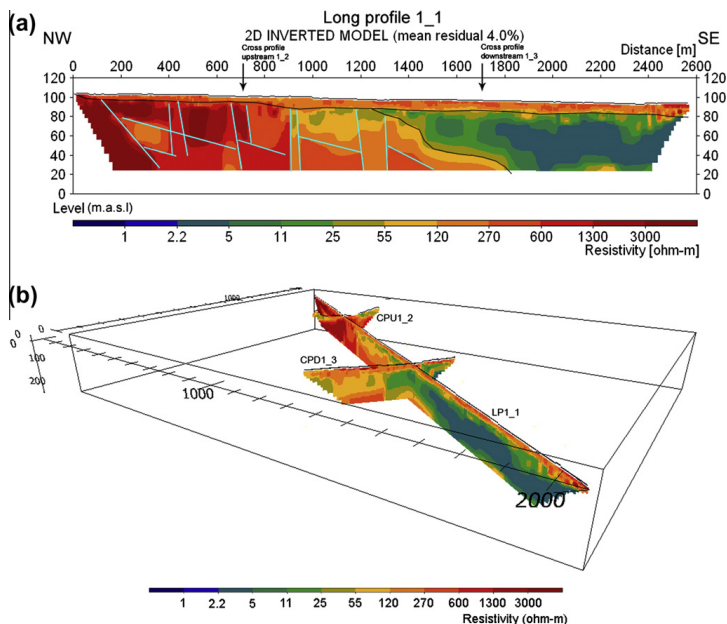 (a)
Long profile 1_1
NW
2D INVERTED MODEL (mean residual 4.0%)
SE
Cross profile
upstream 1_2
Cross profile
downstream 1_3
Distance [m]
0 200 400 600 800 1000 1200 1400 1600 1800 2000 2200 2400 2600
120 120
100 100
80 80
60 60
40 40
20 20
0 0
Level (m.a.s.l)
1 2.2 5 11 25 55 120 270 600 1300 3000
Resistivity [ohm-m]
(b)
1000
CPU1_2
0
0
100
200
CPD1_3
1000
LP1_1
2000
1 2.2 5 11 25 55 120 270 600 1300 3000
Resistivity (ohm-m)